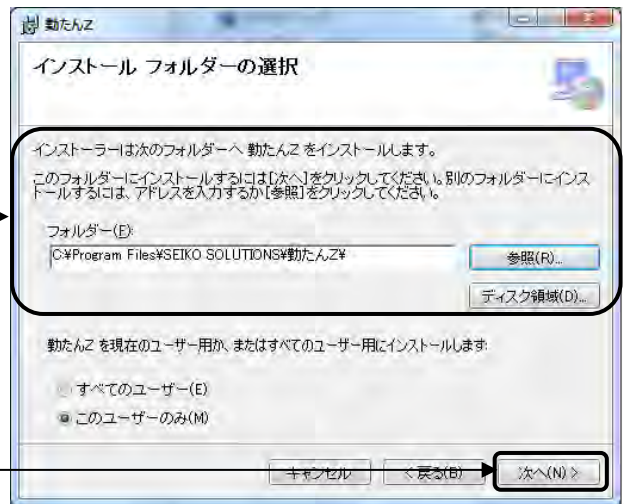 勤たんZ
インストール フォルダーの選択
インストーラーは次のフォルダーへ 勤たんZ をインストールします。
このフォルダーにインストールするには[次へ]をクリックしてください。別のフォルダーにインス
トールするには、アドレスを入力するか[参照]をクリックしてください。
フォルダー(F):
C:¥Program Files¥SEIKO SOLUTIONS¥勤たんZ¥
参照(R)...
ディスク領域(D)...
勤たんZ を現在のユーザー用か、またはすべてのユーザー用にインストールします:
すべてのユーザー(E)
このユーザーのみ(M)
キャンセル
< 戻る(B)
次へ(N) >